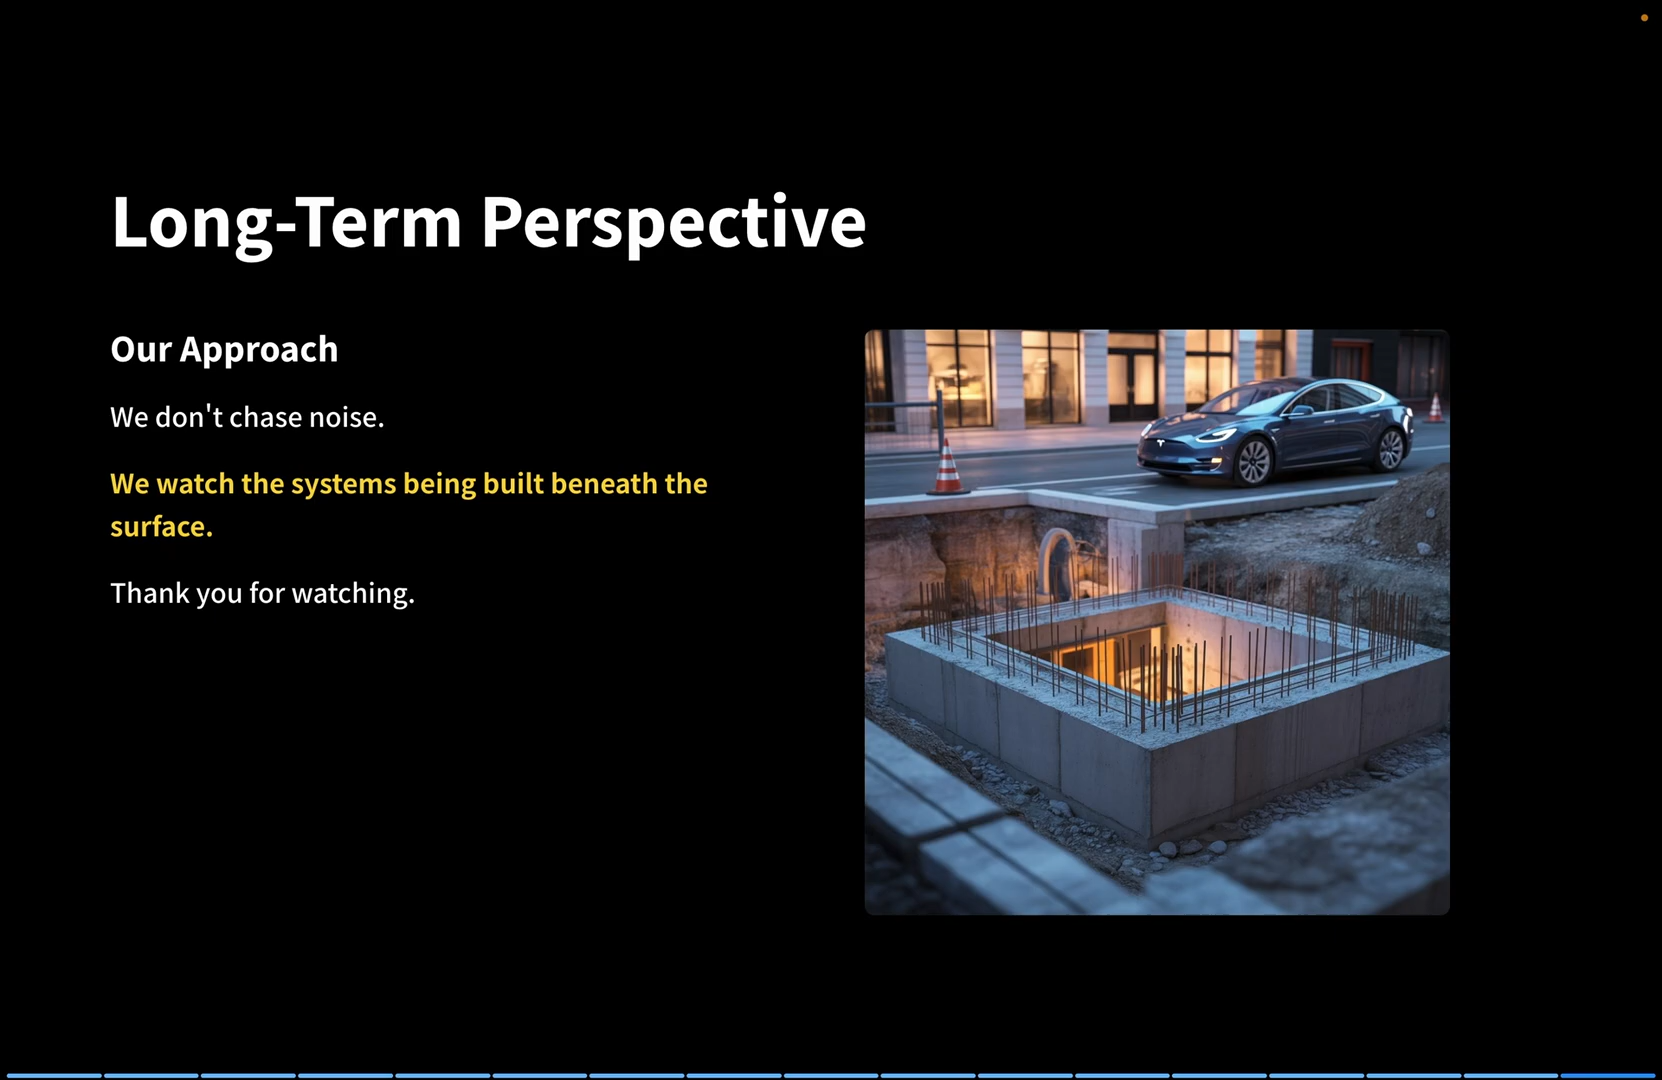 Long-Term Perspective
Our Approach
We don't chase noise.
We watch the systems being built beneath the
surface.
Thank you for watching.